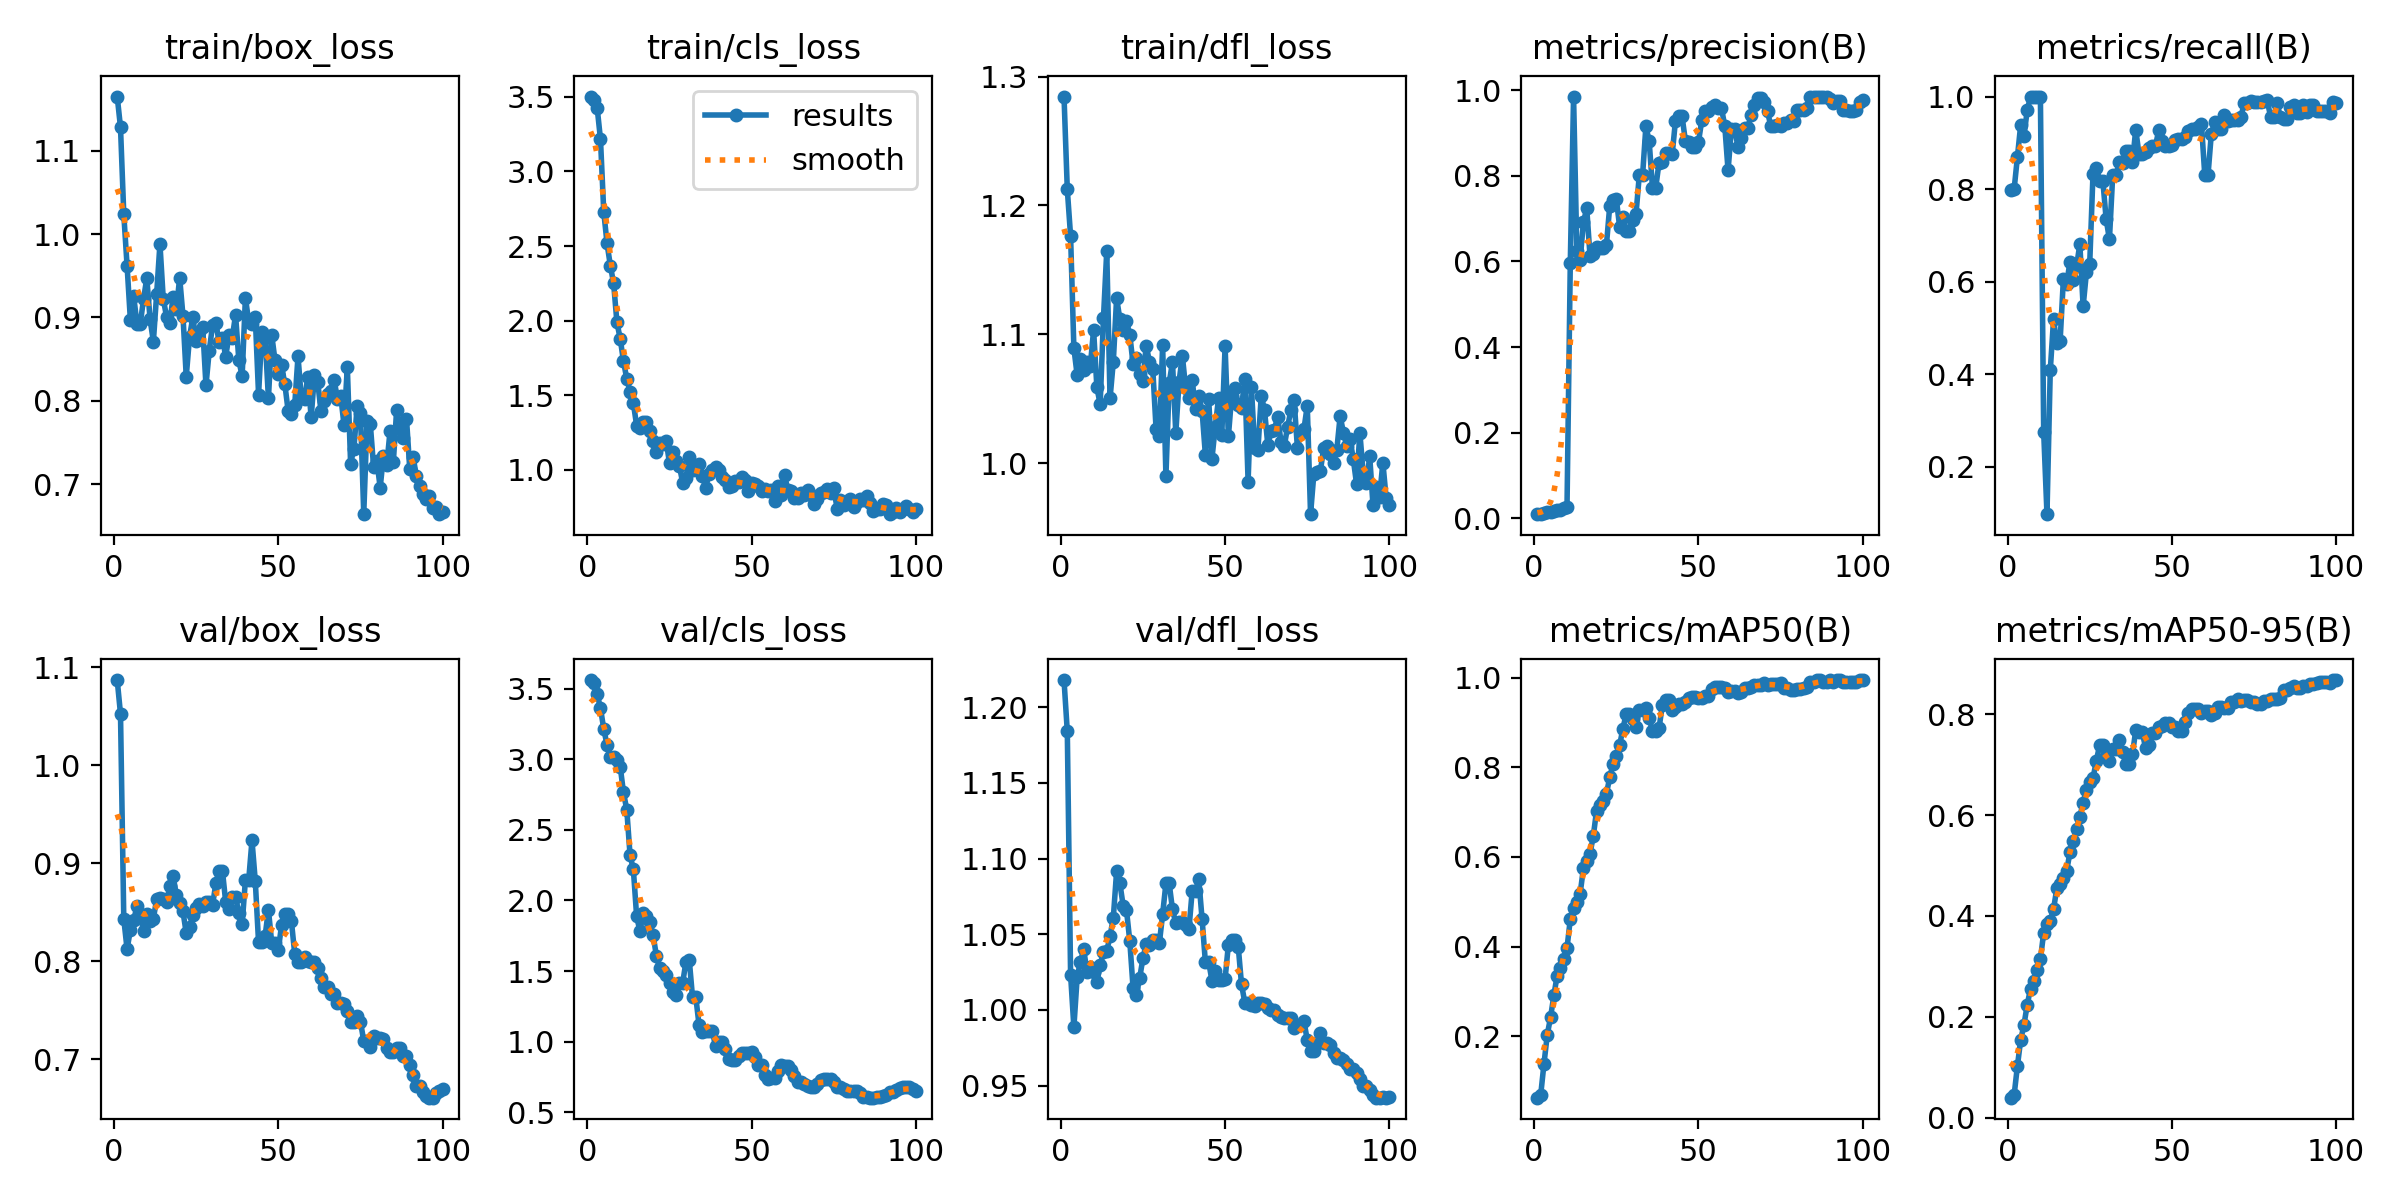 train/box_loss
train/cls_loss
train/dfl_loss
metrics/precision(B)
metrics/recall(B)
1.1
1.0
0.9
0.8
0.7
0 50 100
results
smooth
3.5
3.0
2.5
2.0
1.5
1.0
0 50 100
1.3
1.2
1.1
1.0
0 50 100
1.0
0.8
0.6
0.4
0.2
0.0
0 50 100
1.0
0.8
0.6
0.4
0.2
0 50 100
val/box_loss
val/cls_loss
val/dfl_loss
metrics/mAP50(B)
metrics/mAP50-95(B)
1.1
1.0
0.9
0.8
0.7
0 50 100
3.5
3.0
2.5
2.0
1.5
1.0
0.5
0 50 100
1.20
1.15
1.10
1.05
1.00
0.95
0 50 100
1.0
0.8
0.6
0.4
0.2
0 50 100
0.8
0.6
0.4
0.2
0.0
0 50 100